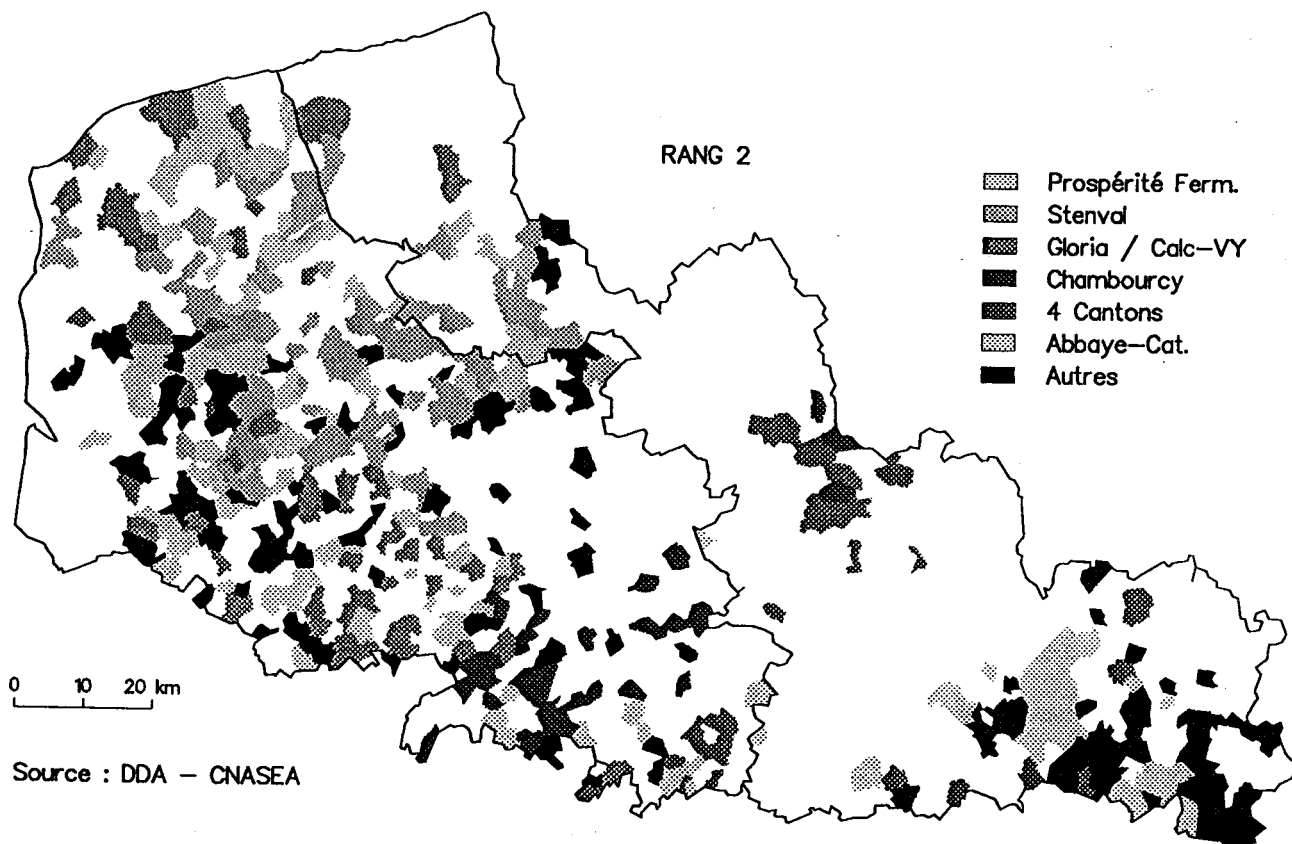 RANG 2
Prospérité Ferm.
Stenval
Gloria / Calc-VY
Chambourcy
4 Cantons
Abbaye-Cat.
Autres
0 10 20 km
Source : DDA - CNASEA